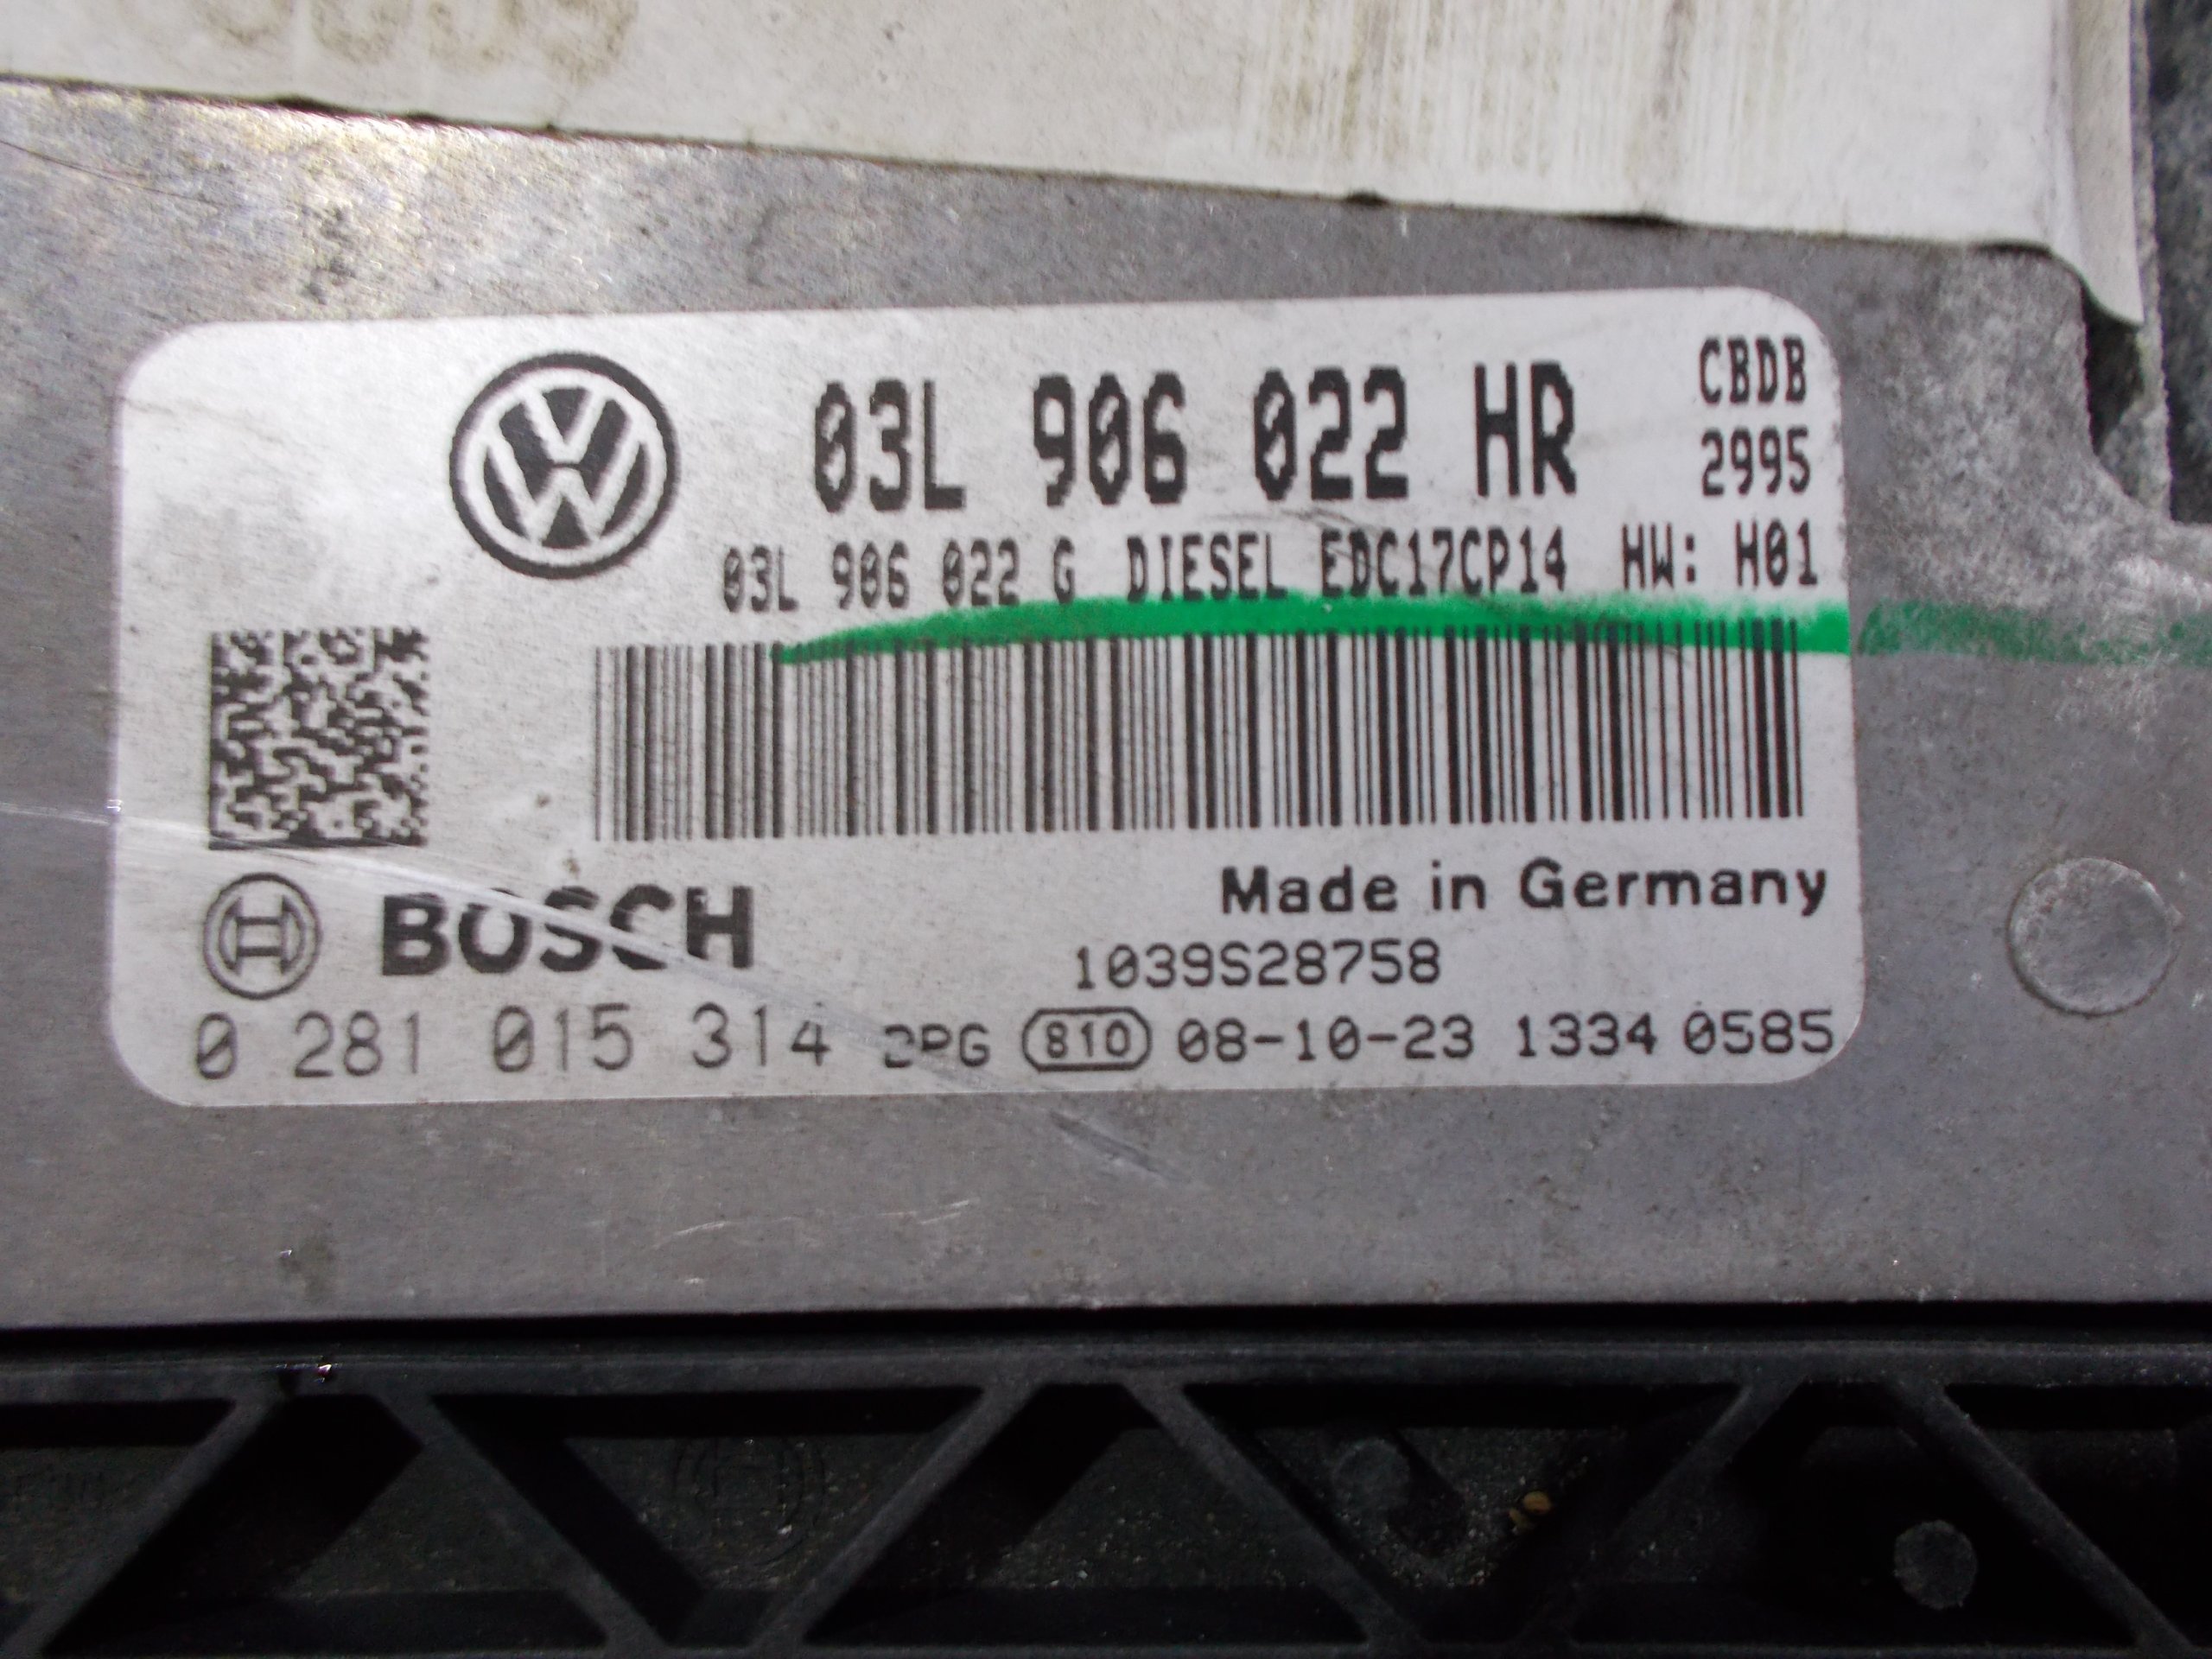 03L 906 022 HR
CBDB
2995
03L 906 022 G DIESEL EDC17CP14 HW: H01
BOSCH
Made in Germany
1039S28758
0 281 015 314 2PG 810 08-10-23 1334 0585